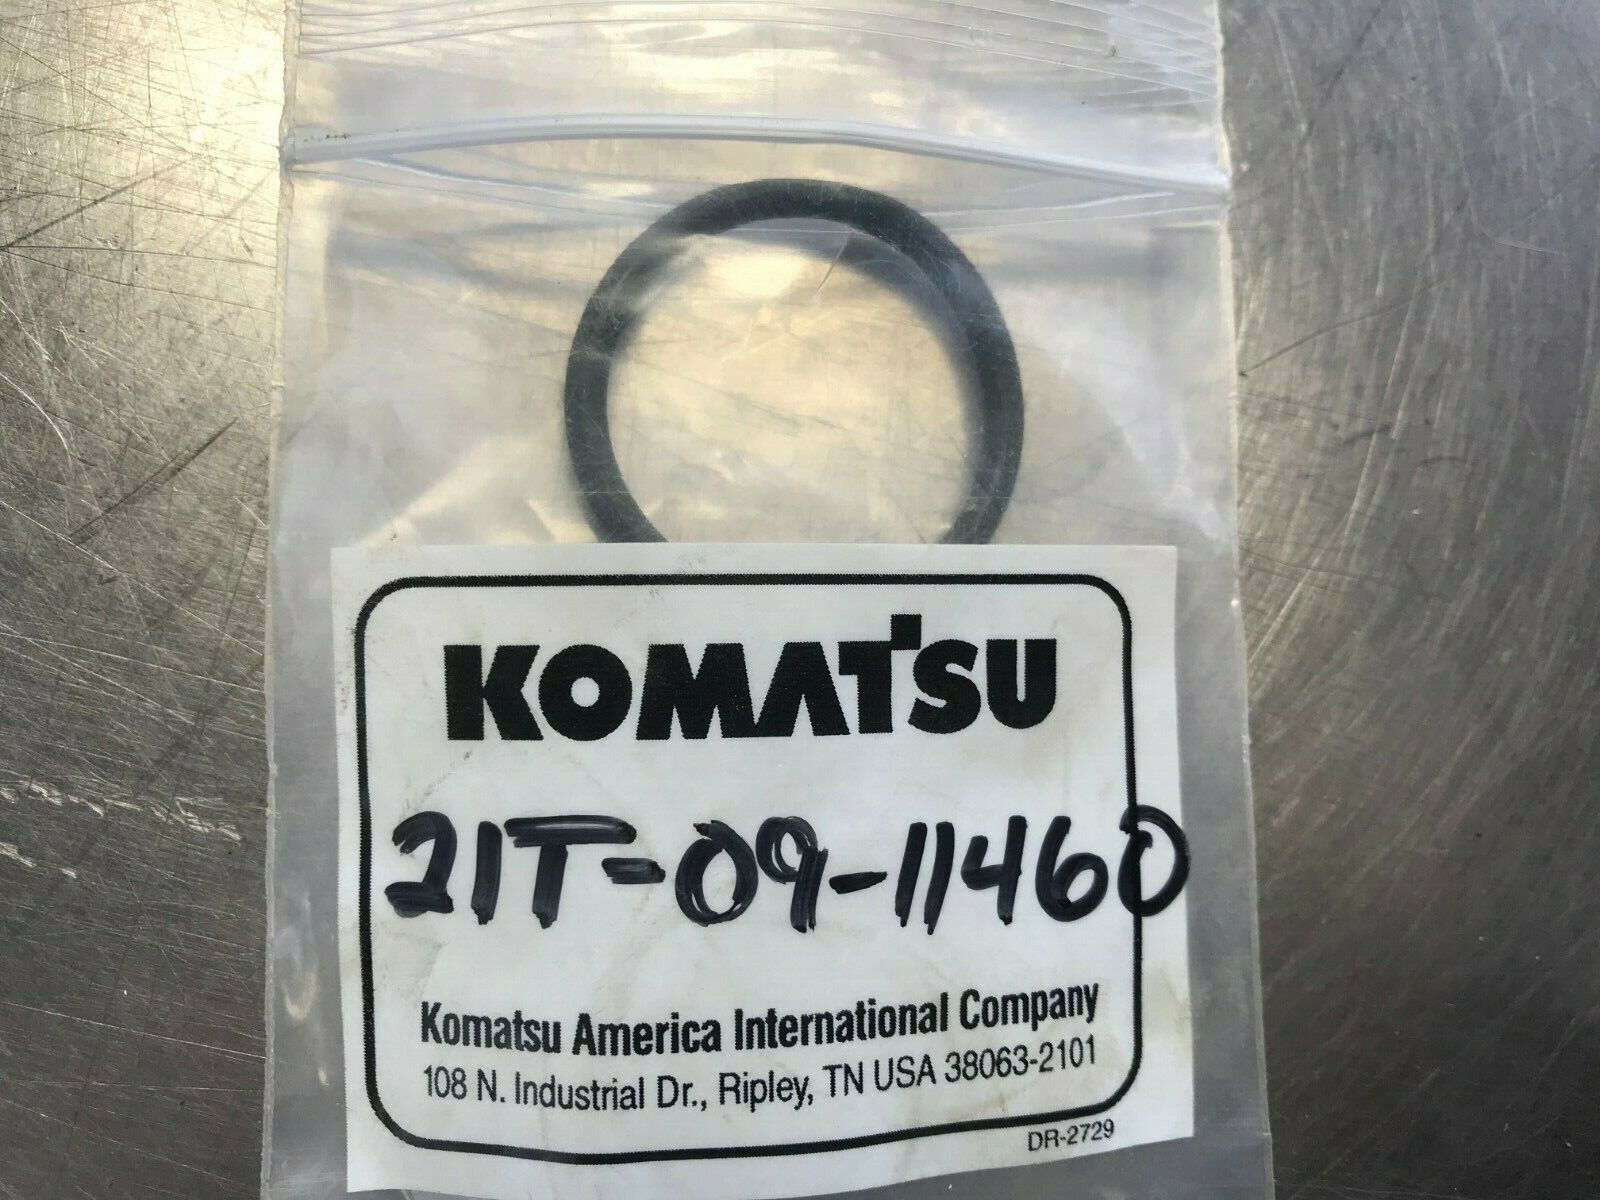 KOMATSU
21T-09-11460
Komatsu America International Company
108 N. Industrial Dr., Ripley, TN USA 38063-2101
DR-2729